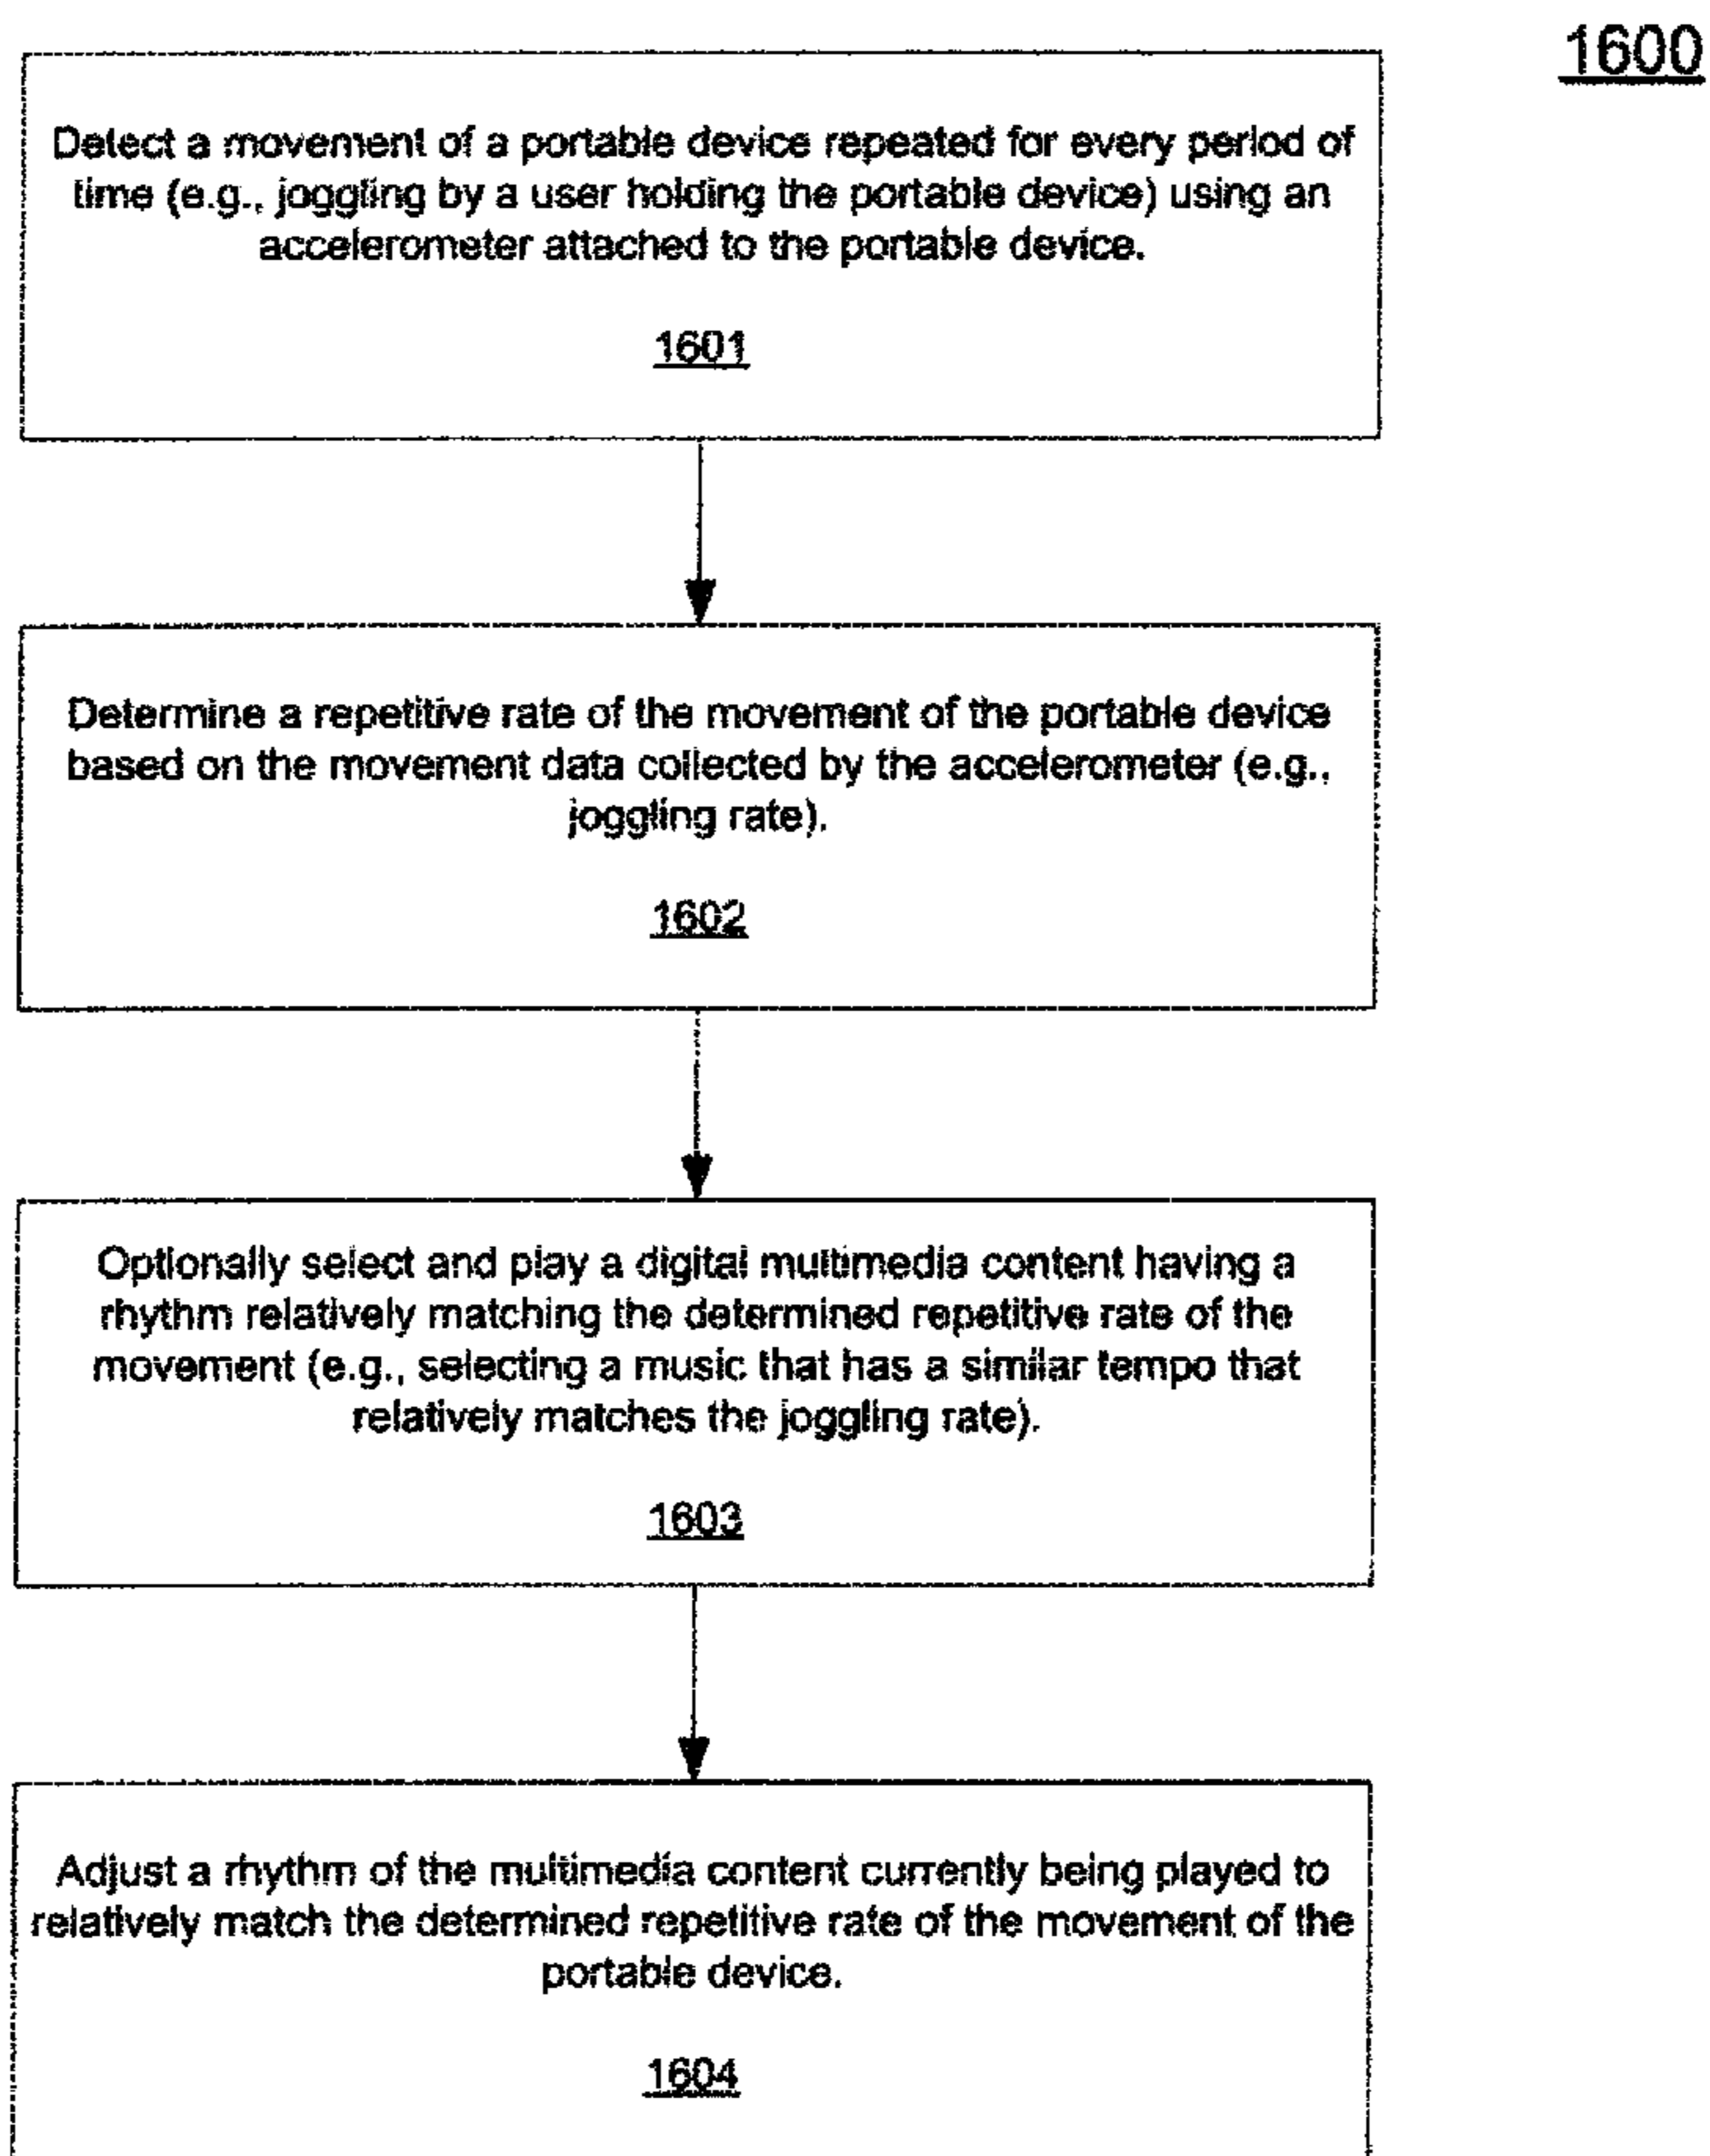 1600
Detect a movement of a portable device repeated for every period of
time (e.g., joggling by a user holding the portable device) using an
accelerometer attached to the portable device.
1601
Determine a repetitive rate of the movement of the portable device
based on the movement data collected by the accelerometer (e.g.,
joggling rate).
1602
Optionally select and play a digital multimedia content having a
rhythm relatively matching the determined repetitive rate of the
movement (e.g., selecting a music that has a similar tempo that
relatively matches the joggling rate).
1603
Adjust a rhythm of the multimedia content currently being played to
relatively match the determined repetitive rate of the movement of the
portable device.
1604